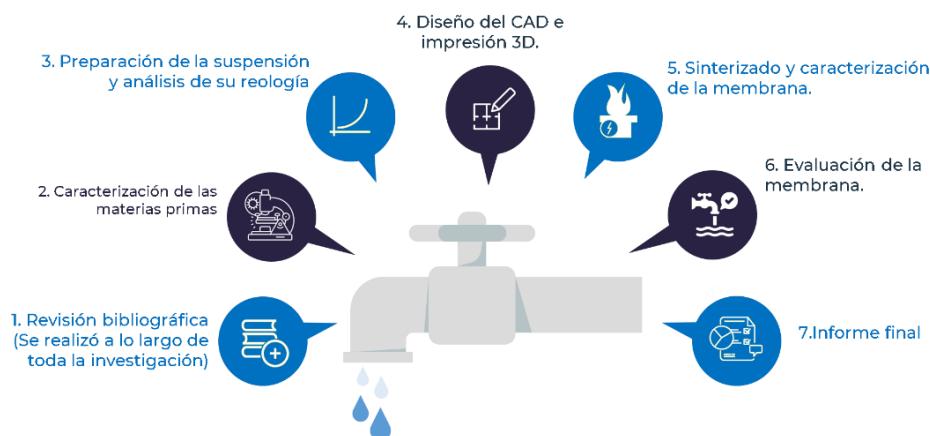 1. Revisión bibliográfica
(Se realizó a lo largo de
toda la investigación)
2. Caracterización de las
materias primas
3. Preparación de la suspensión
y análisis de su reología
4. Diseño del CAD e
impresión 3D.
5. Sinterizado y caracterización
de la membrana.
6. Evaluación de la
membrana.
7.Informe final